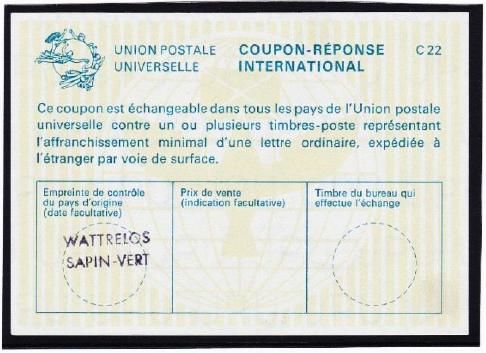 UNION POSTALE UNIVERSELLE
COUPON-RÉPONSE INTERNATIONAL
C 22
Ce coupon est échangeable dans tous les pays de l'Union postale
universelle contre un ou plusieurs timbres-poste représentant
l'affranchissement minimal d'une lettre ordinaire, expédiée à
l'étranger par voie de surface.
Empreinte de contrôle
du pays d'origine
(date facultative)
WATTRELOS
SAPIN-VERT
Prix de vente
(indication facultative)
Timbre du bureau qui
effectue l'échange